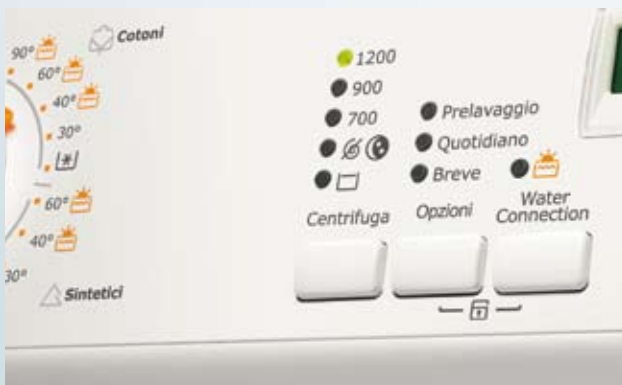 Cotoni
90°
60°
40°
30°
60°
40°
30°
Sintetici
1200
900
700
Centrifuga
Prelavaggio
Quotidiano
Breve
Opzioni
Water
Connection